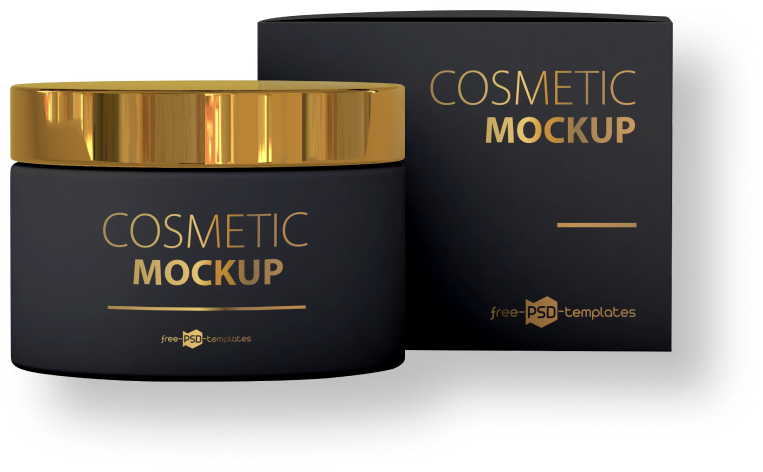 COSMETIC
MOCKUP
free-PSD-templates
COSMETIC
MOCKUP
free-PSD-templates